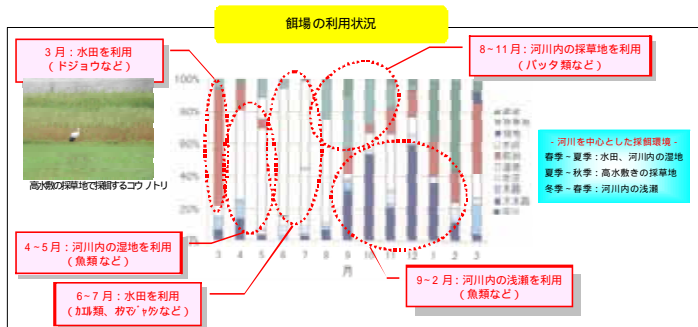 餌場の利用状況
3月：水田を利用
（ドジョウなど）
8~11月：河川内の採草地を利用
（バッタ類など）
高水敷の採草地で採餌するコウノトリ
100%
80%
60%
40%
20%
3 4 5 6 7 8 9 10 11 12 1 2 3
月
- 河川を中心とした採餌環境 -
春季~夏季：水田、河川内の湿地
夏季~秋季：高水敷きの採草地
冬季~春季：河川内の浅瀬
4~5月：河川内の湿地を利用
（魚類など）
6~7月：水田を利用
（カエル類、オタマジャクシなど）
9~2月：河川内の浅瀬を利用
（魚類など）